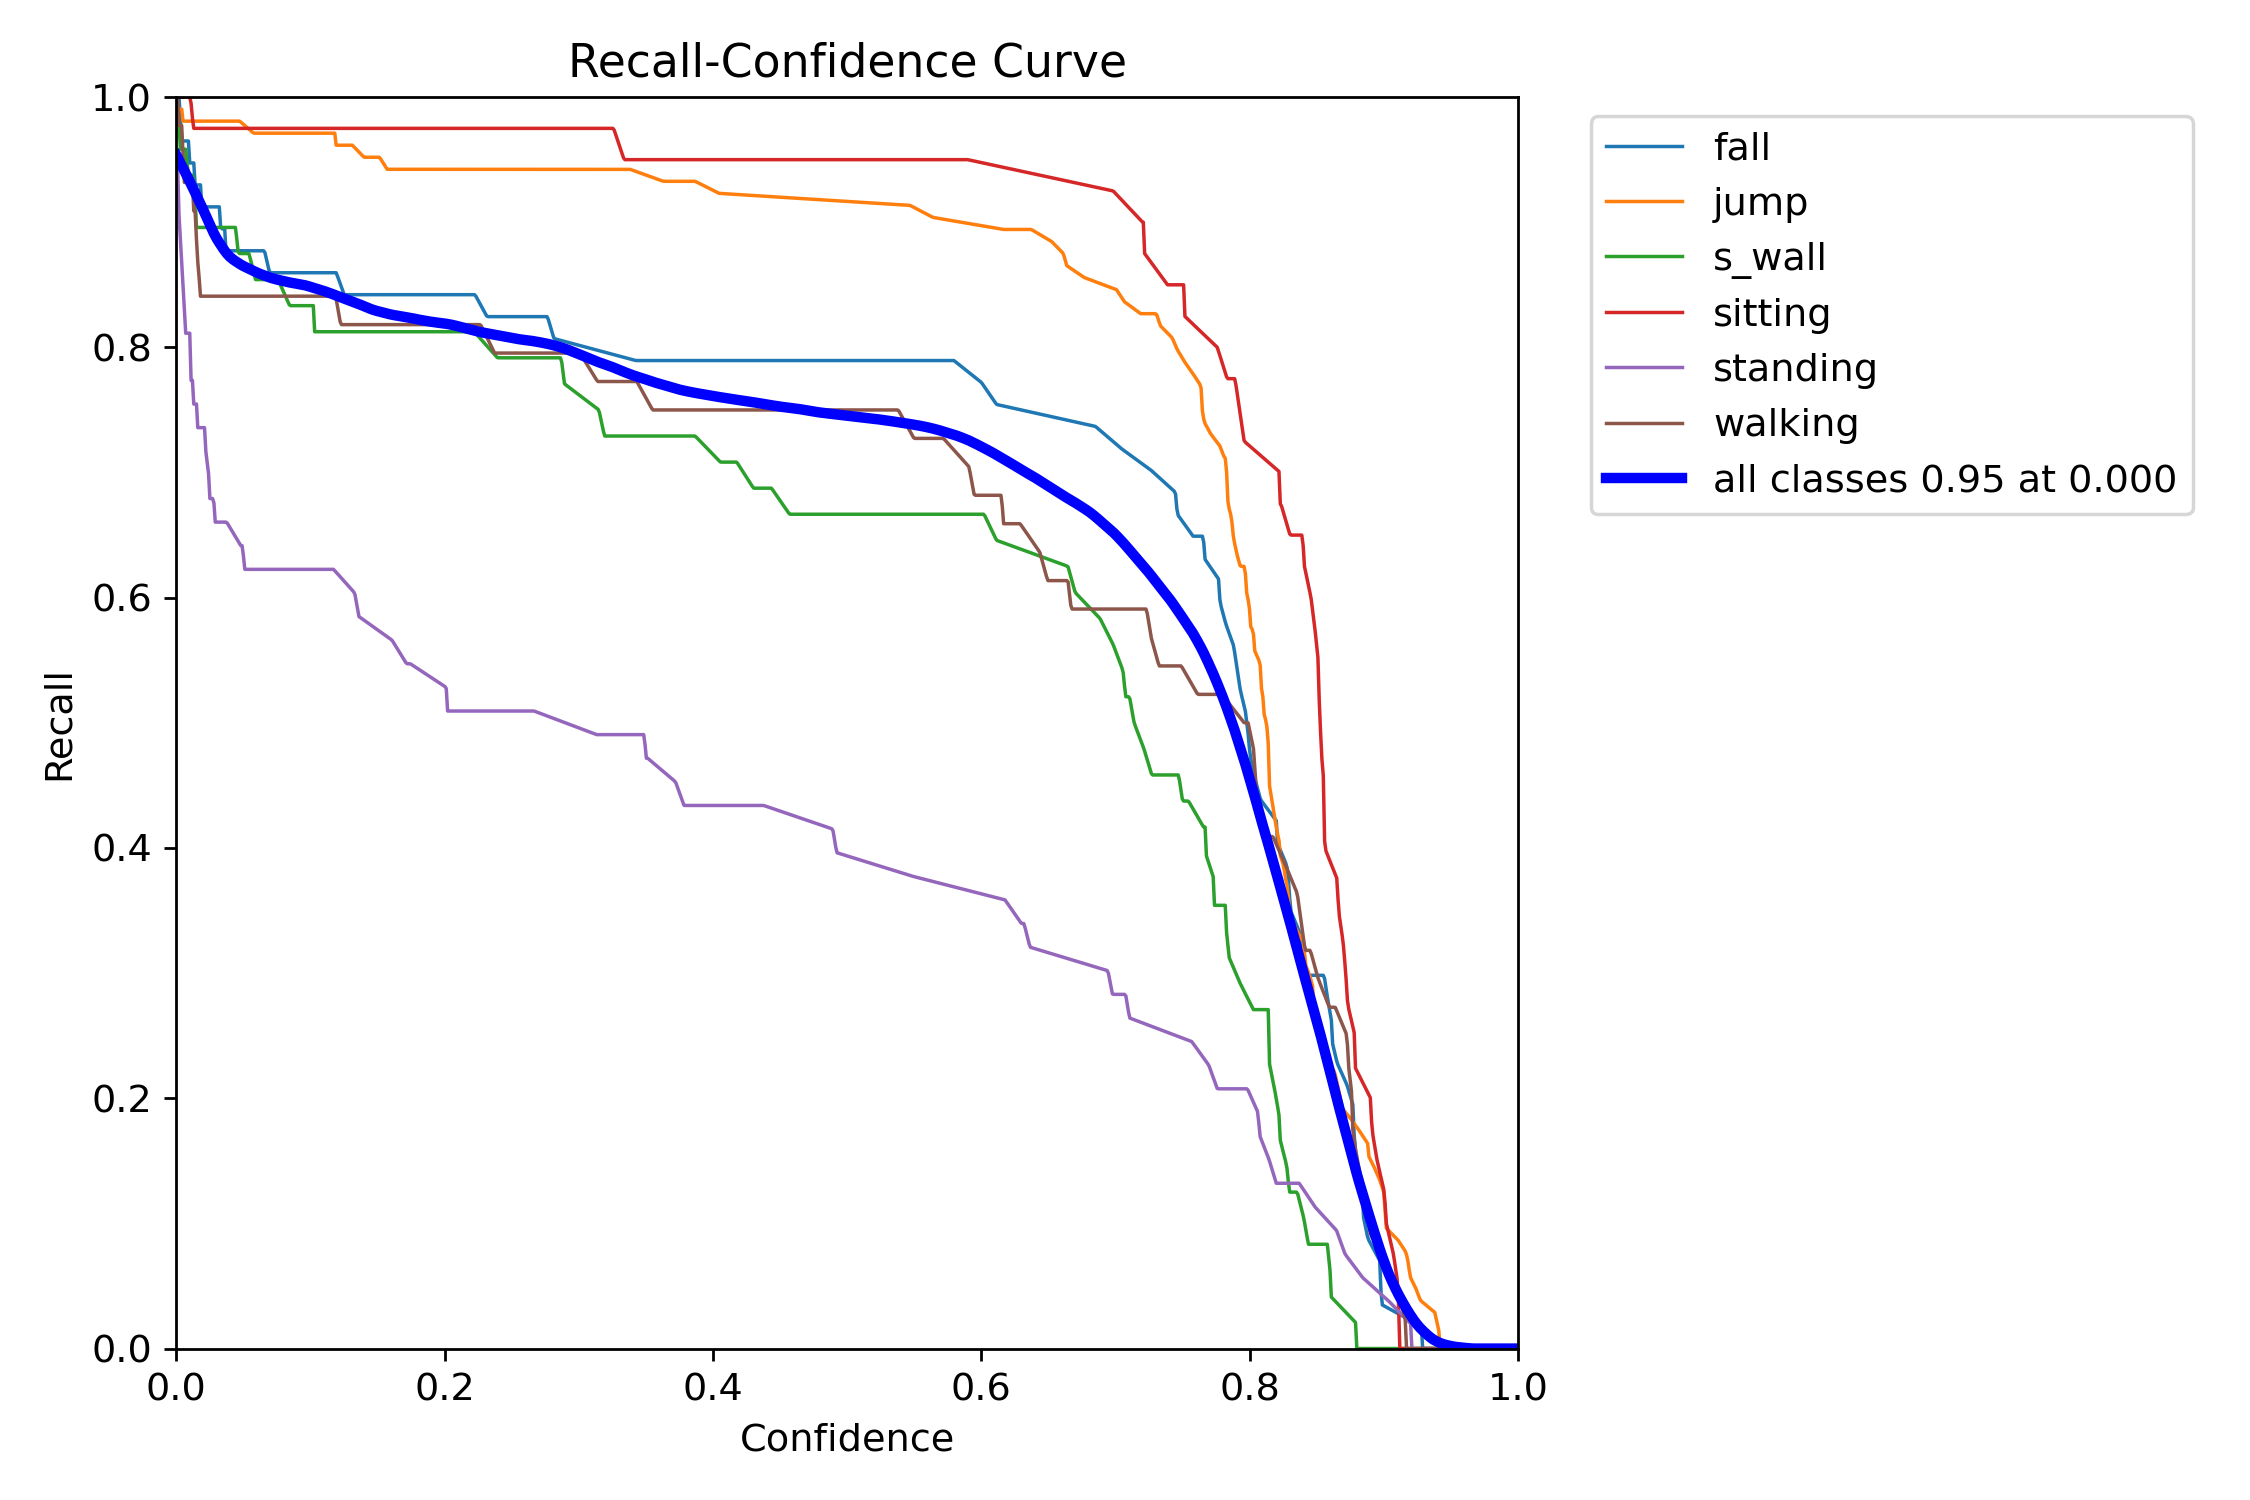 Recall-Confidence Curve
1.0
0.8
0.6
0.4
0.2
0.0
Recall
0.0 0.2 0.4 0.6 0.8 1.0
Confidence
fall
jump
s_wall
sitting
standing
walking
all classes 0.95 at 0.000